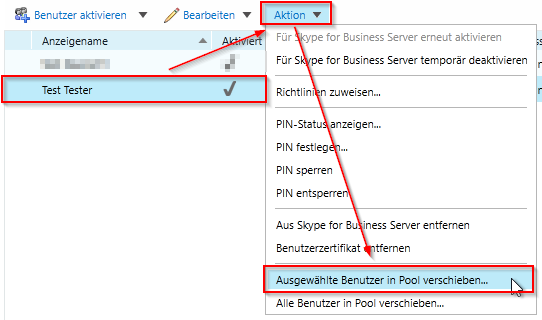 Benutzer aktivieren Bearbeiten Aktion
Anzeigename Aktiviert
Für Skype for Business Server erneut aktivieren
Für Skype for Business Server temporär deaktivieren
Test Tester
Richtlinien zuweisen...
PIN-Status anzeigen...
PIN festlegen...
PIN sperren
PIN entsperren
Aus Skype for Business Server entfernen
Benutzerzertifikat entfernen
Ausgewählte Benutzer in Pool verschieben...
Alle Benutzer in Pool verschieben...